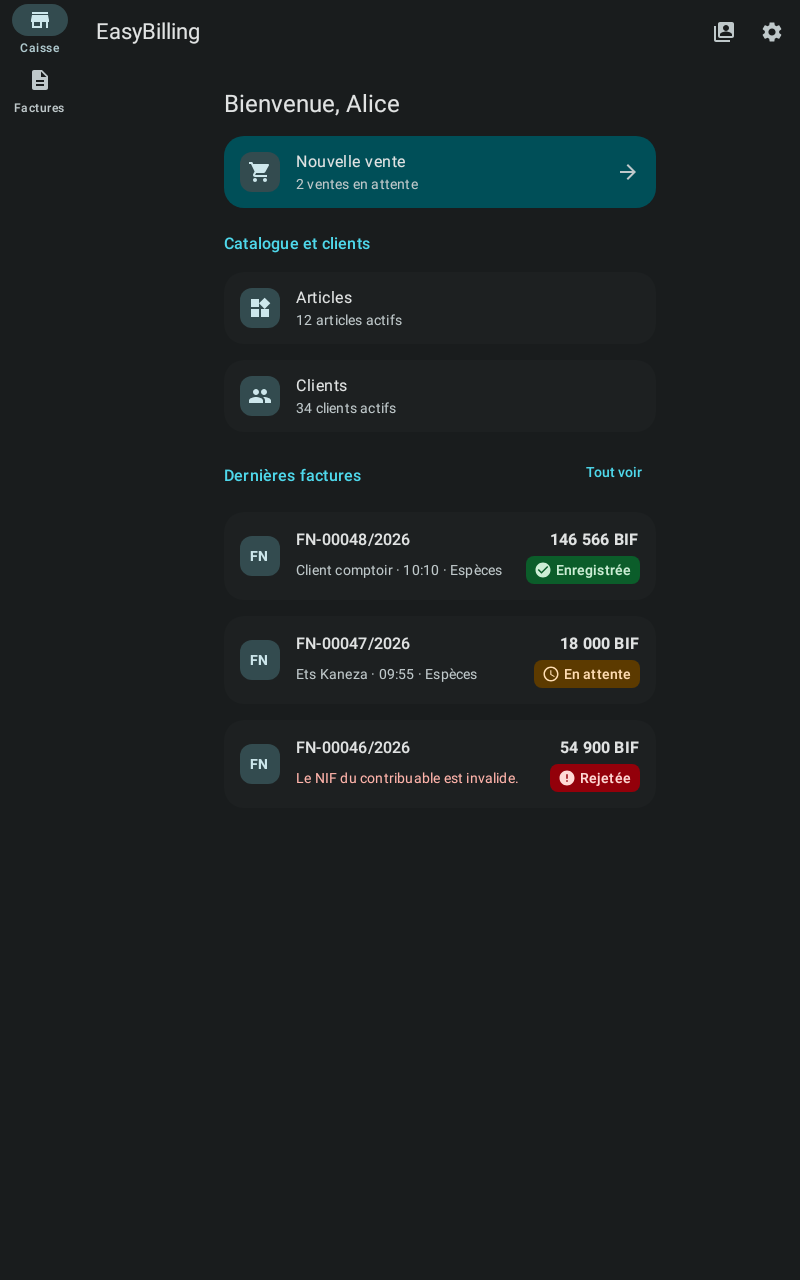 Caisse
Factures
EasyBilling
Bienvenue, Alice
Nouvelle vente
2 ventes en attente
Catalogue et clients
Articles
12 articles actifs
Clients
34 clients actifs
Dernières factures
Tout voir
FN
FN-00048/2026
146 566 BIF
Client comptoir · 10:10 · Espèces
Enregistrée
FN
FN-00047/2026
18 000 BIF
Ets Kaneza · 09:55 · Espèces
En attente
FN
FN-00046/2026
54 900 BIF
Le NIF du contribuable est invalide.
Rejetée